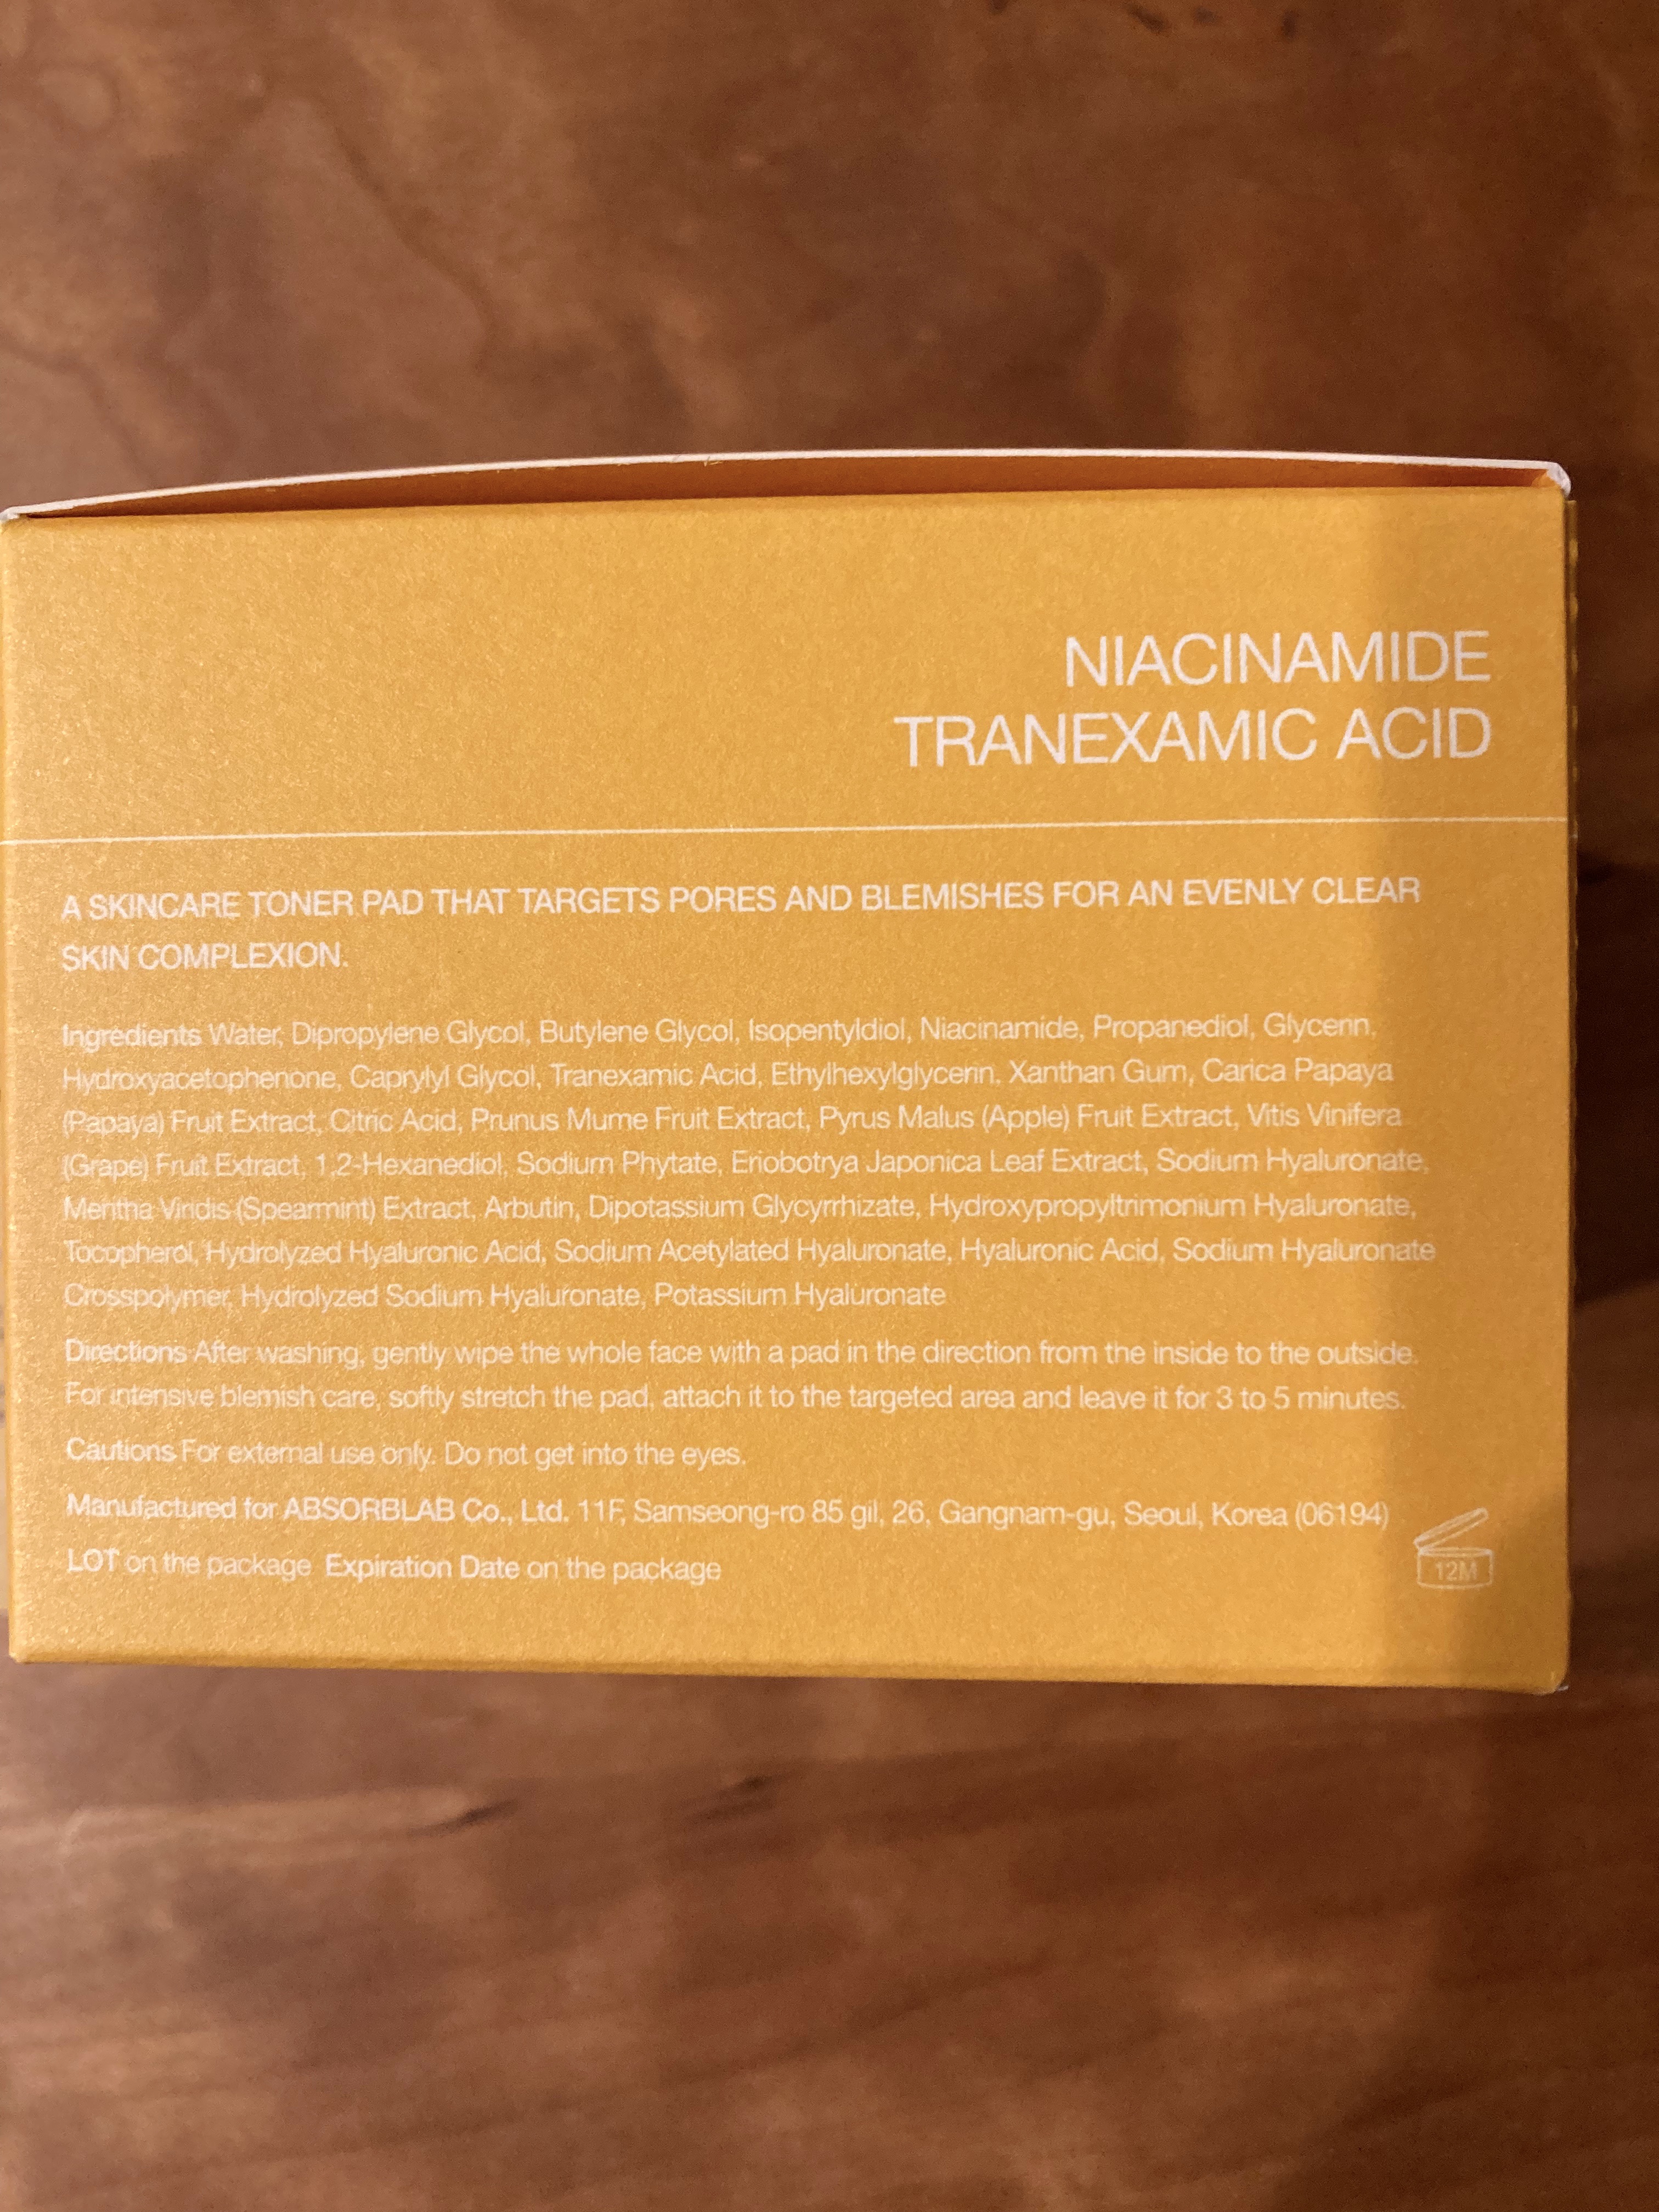 NIACINAMIDE
TRANEXAMIC ACID
A SKINCARE TONER PAD THAT TARGETS PORES AND BLEMISHES FOR AN EVENLY CLEAR
SKIN COMPLEXION.
Ingredients Water, Dipropylene Glycol, Butylene Glycol, Isopentyldiol, Niacinamide, Propanediol, Glycerin,
Hydroxyacetophenone, Caprylyl Glycol, Tranexamic Acid, Ethylhexylglycerin, Xanthan Gum, Carica Papaya
(Papaya) Fruit Extract, Citric Acid, Prunus Mume Fruit Extract, Pyrus Malus (Apple) Fruit Extract, Vitis Vinifera
(Grape) Fruit Extract, 1,2-Hexanediol, Sodium Phytate, Eriobotrya Japonica Leaf Extract, Sodium Hyaluronate,
Mentha Viridis (Spearmint) Extract, Arbutin, Dipotassium Glycyrrhizate, Hydroxypropyltrimonium Hyaluronate,
Tocopherol, Hydrolyzed Hyaluronic Acid, Sodium Acetylated Hyaluronate, Hyaluronic Acid, Sodium Hyaluronate
Crosspolymer, Hydrolyzed Sodium Hyaluronate, Potassium Hyaluronate
Directions After washing, gently wipe the whole face with a pad in the direction from the inside to the outside.
For intensive blemish care, softly stretch the pad, attach it to the targeted area and leave it for 3 to 5 minutes.
Cautions For external use only. Do not get into the eyes.
Manufactured for ABSORBLAB Co., Ltd. 11F, Samseong-ro 85 gil, 26, Gangnam-gu, Seoul, Korea (06194)
LOT on the package Expiration Date on the package
12M